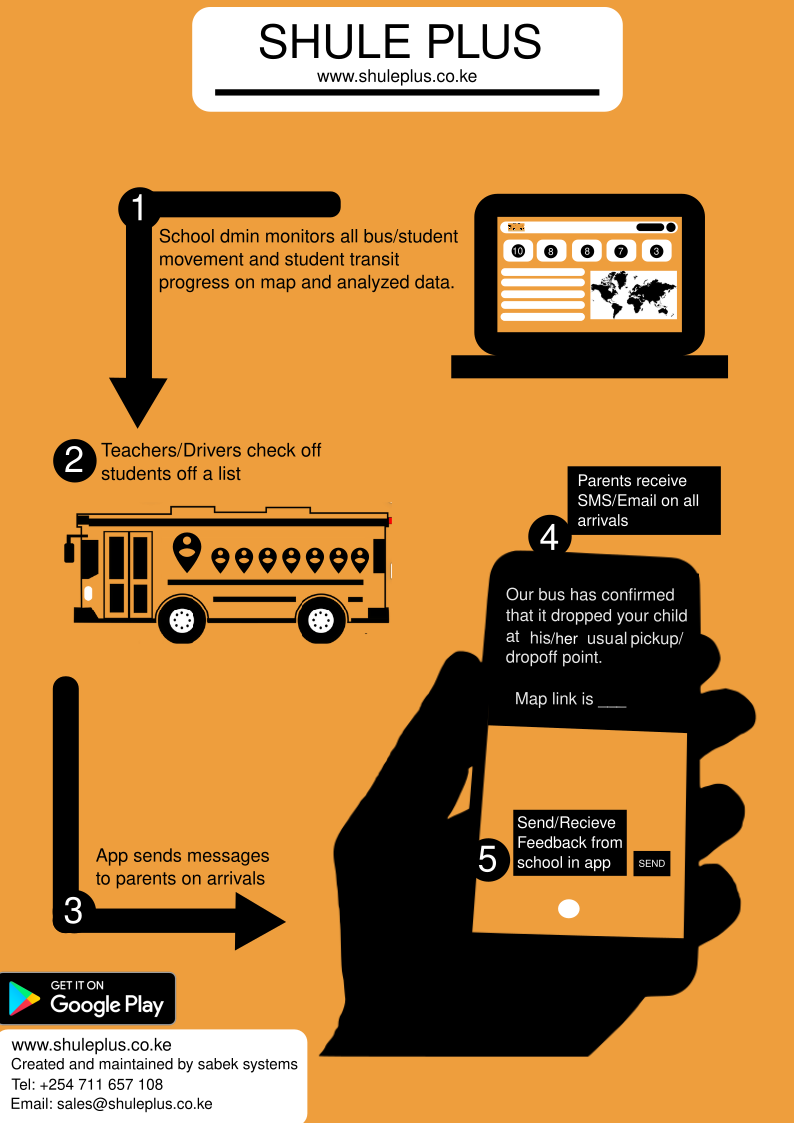 SHULE PLUS
www.shuleplus.co.ke
1
School dmin monitors all bus/student
movement and student transit
progress on map and analyzed data.
10 8 8 7 3
2
Teachers/Drivers check off
students off a list
Parents receive
SMS/Email on all
arrivals
4
Our bus has confirmed
that it dropped your child
at his/her usual pickup/
dropoff point.
Map link is ___
App sends messages
to parents on arrivals
3
5
Send/Recieve
Feedback from
school in app
SEND
GET IT ON
Google Play
www.shuleplus.co.ke
Created and maintained by sabek systems
Tel: +254 711 657 108
Email: sales@shuleplus.co.ke